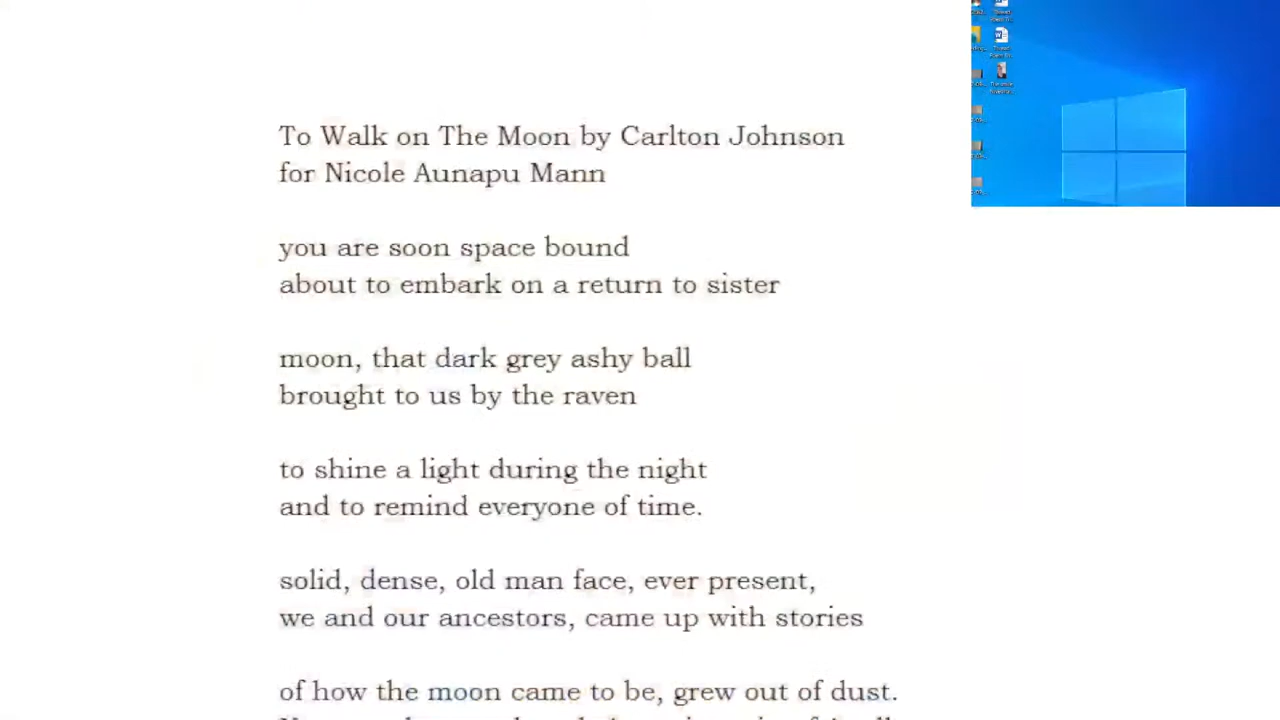 To Walk on The Moon by Carlton Johnson
for Nicole Aunapu Mann
you are soon space bound
about to embark on a return to sister
moon, that dark grey ashy ball
brought to us by the raven
to shine a light during the night
and to remind everyone of time.
solid, dense, old man face, ever present,
we and our ancestors, came up with stories
of how the moon came to be, grew out of dust.